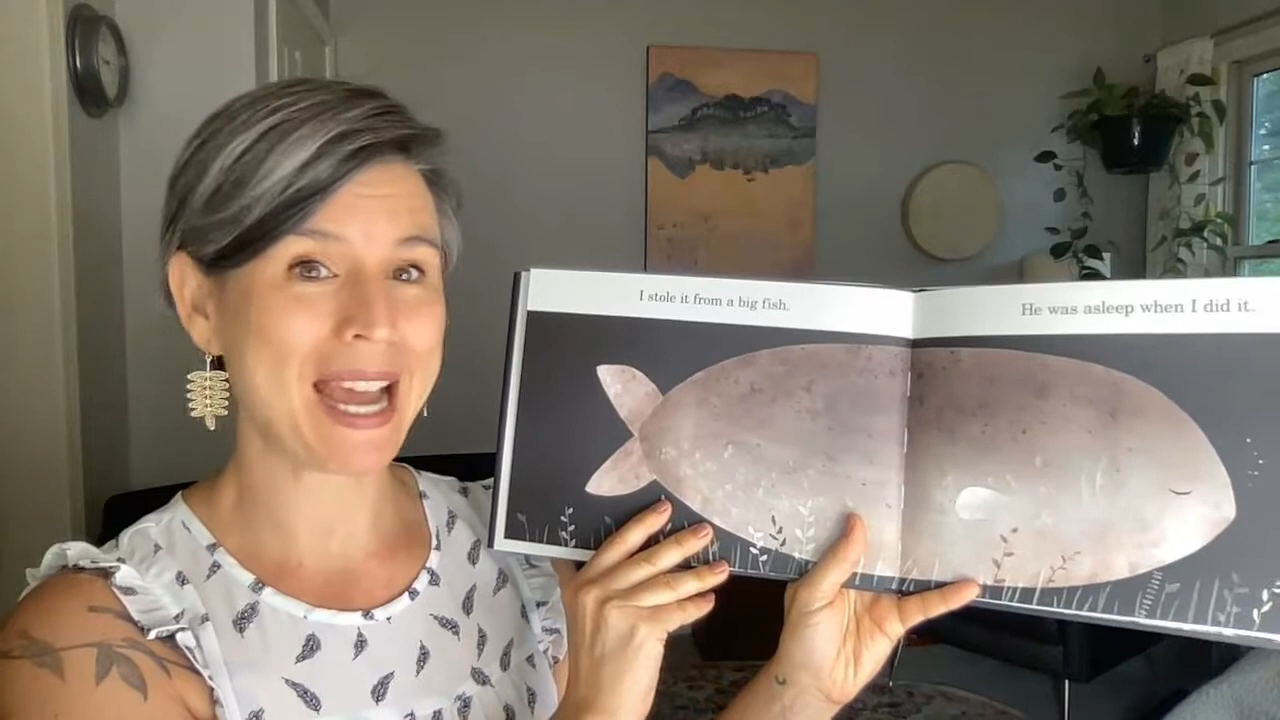 I stole it from a big fish.
He was asleep when I did it.